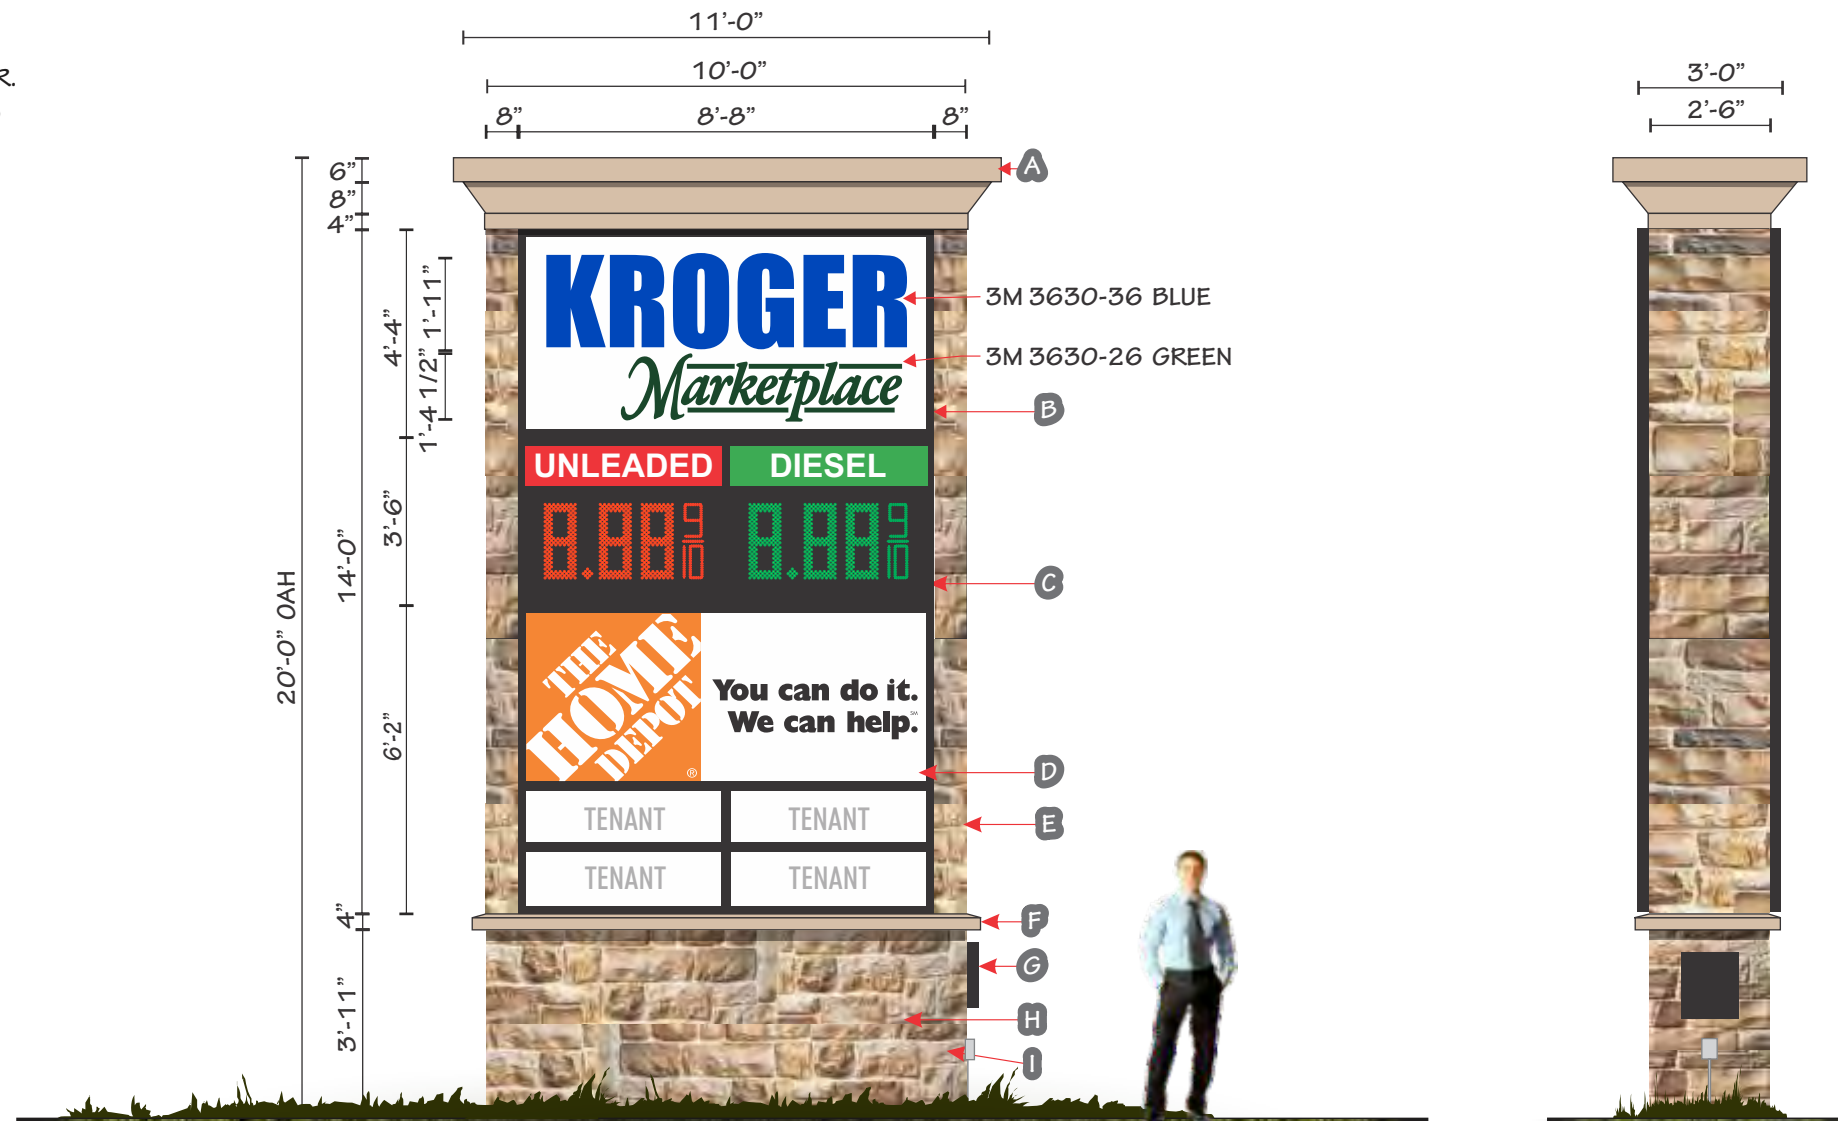 R.
11'-0"
10'-0"
8"
8'-8"
8"
3'-0"
2'-6"
6"
8"
4"
A
KROGER
Marketplace
3M 3630-36 BLUE
3M 3630-26 GREEN
1'-11"
4'-4"
1'-4 1/2"
B
UNLEADED
DIESEL
8.88 9/10
8.88 9/10
3'-6"
14'-0"
20'-0" OAH
C
THE
HOME
DEPOT
®
You can do it.
We can help.℠
6'-2"
D
TENANT
TENANT
E
TENANT
TENANT
4"
F
G
3'-11"
H
I